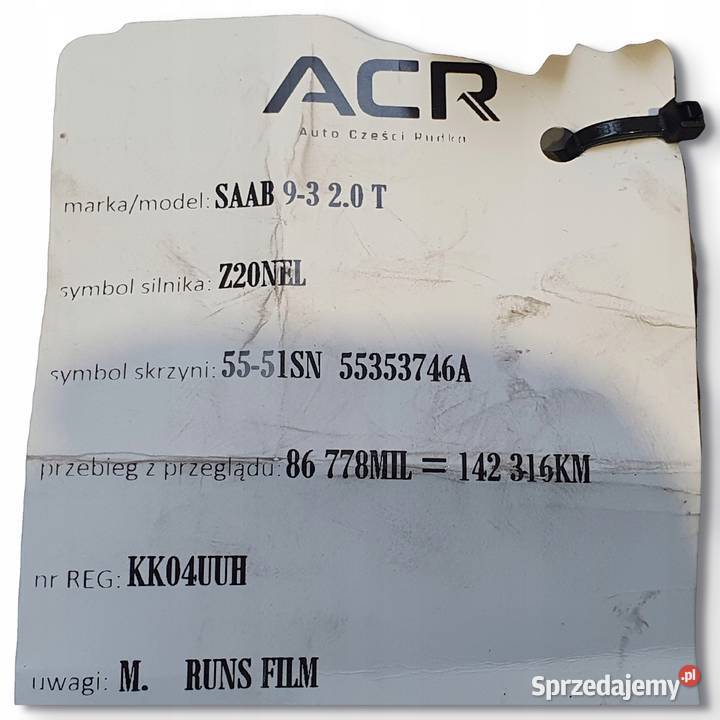 ACR
Auto Części Rudka
marka/model: SAAB 9-3 2.0 T
symbol silnika: Z20NEL
symbol skrzyni: 55-51SN 55353746A
przebieg z przeglądu: 86 778MIL = 142 316KM
nr REG: KK04UUH
uwagi: M. RUNS FILM
Sprzedajemy.pl